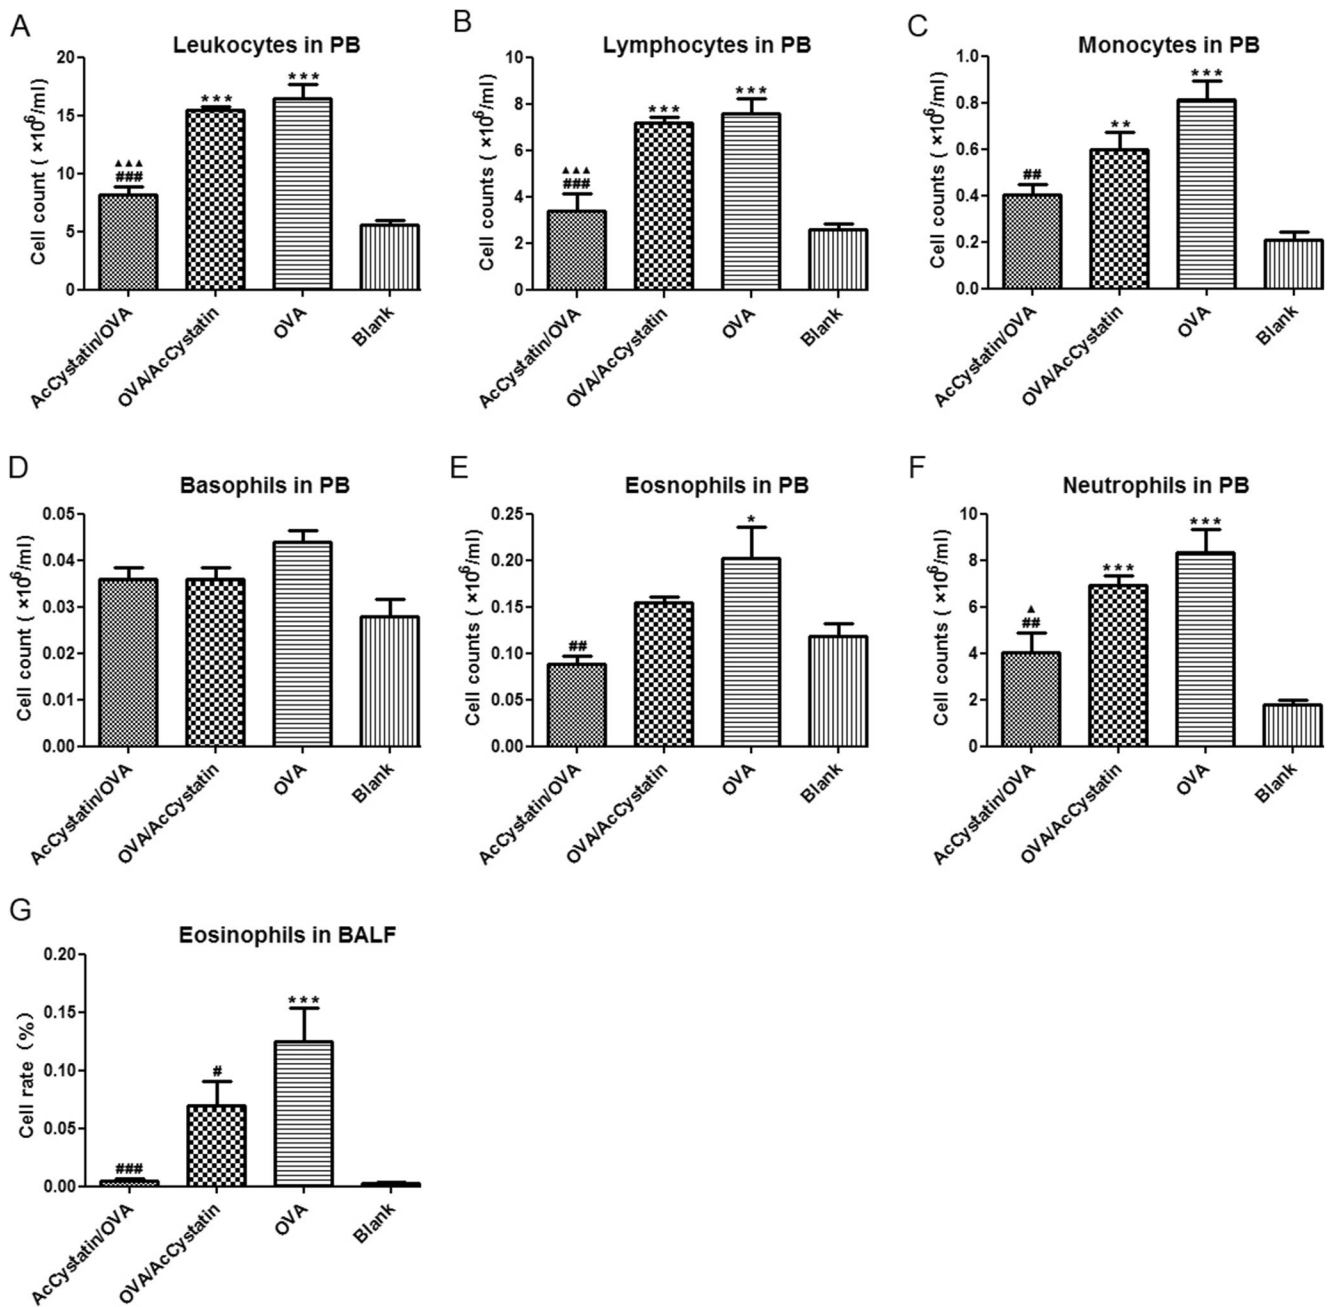 A
Leukocytes in PB
Cell count ( ×10⁶/ml)
20
15
10
5
0
▲▲▲
###
***
***
AcCystatin/OVA
OVA/AcCystatin
OVA
Blank
B
Lymphocytes in PB
Cell counts ( ×10⁶/ml)
10
8
6
4
2
0
▲▲▲
###
***
***
AcCystatin/OVA
OVA/AcCystatin
OVA
Blank
C
Monocytes in PB
Cell counts ( ×10⁶/ml)
1.0
0.8
0.6
0.4
0.2
0.0
##
**
***
AcCystatin/OVA
OVA/AcCystatin
OVA
Blank
D
Basophils in PB
Cell count ( ×10⁶/ml)
0.05
0.04
0.03
0.02
0.01
0.00
AcCystatin/OVA
OVA/AcCystatin
OVA
Blank
E
Eosnophils in PB
Cell counts ( ×10⁶/ml)
0.25
0.20
0.15
0.10
0.05
0.00
##
*
AcCystatin/OVA
OVA/AcCystatin
OVA
Blank
F
Neutrophils in PB
Cell counts ( ×10⁶/ml)
10
8
6
4
2
0
▲
##
***
***
AcCystatin/OVA
OVA/AcCystatin
OVA
Blank
G
Eosinophils in BALF
Cell rate (%)
0.20
0.15
0.10
0.05
0.00
###
#
***
AcCystatin/OVA
OVA/AcCystatin
OVA
Blank